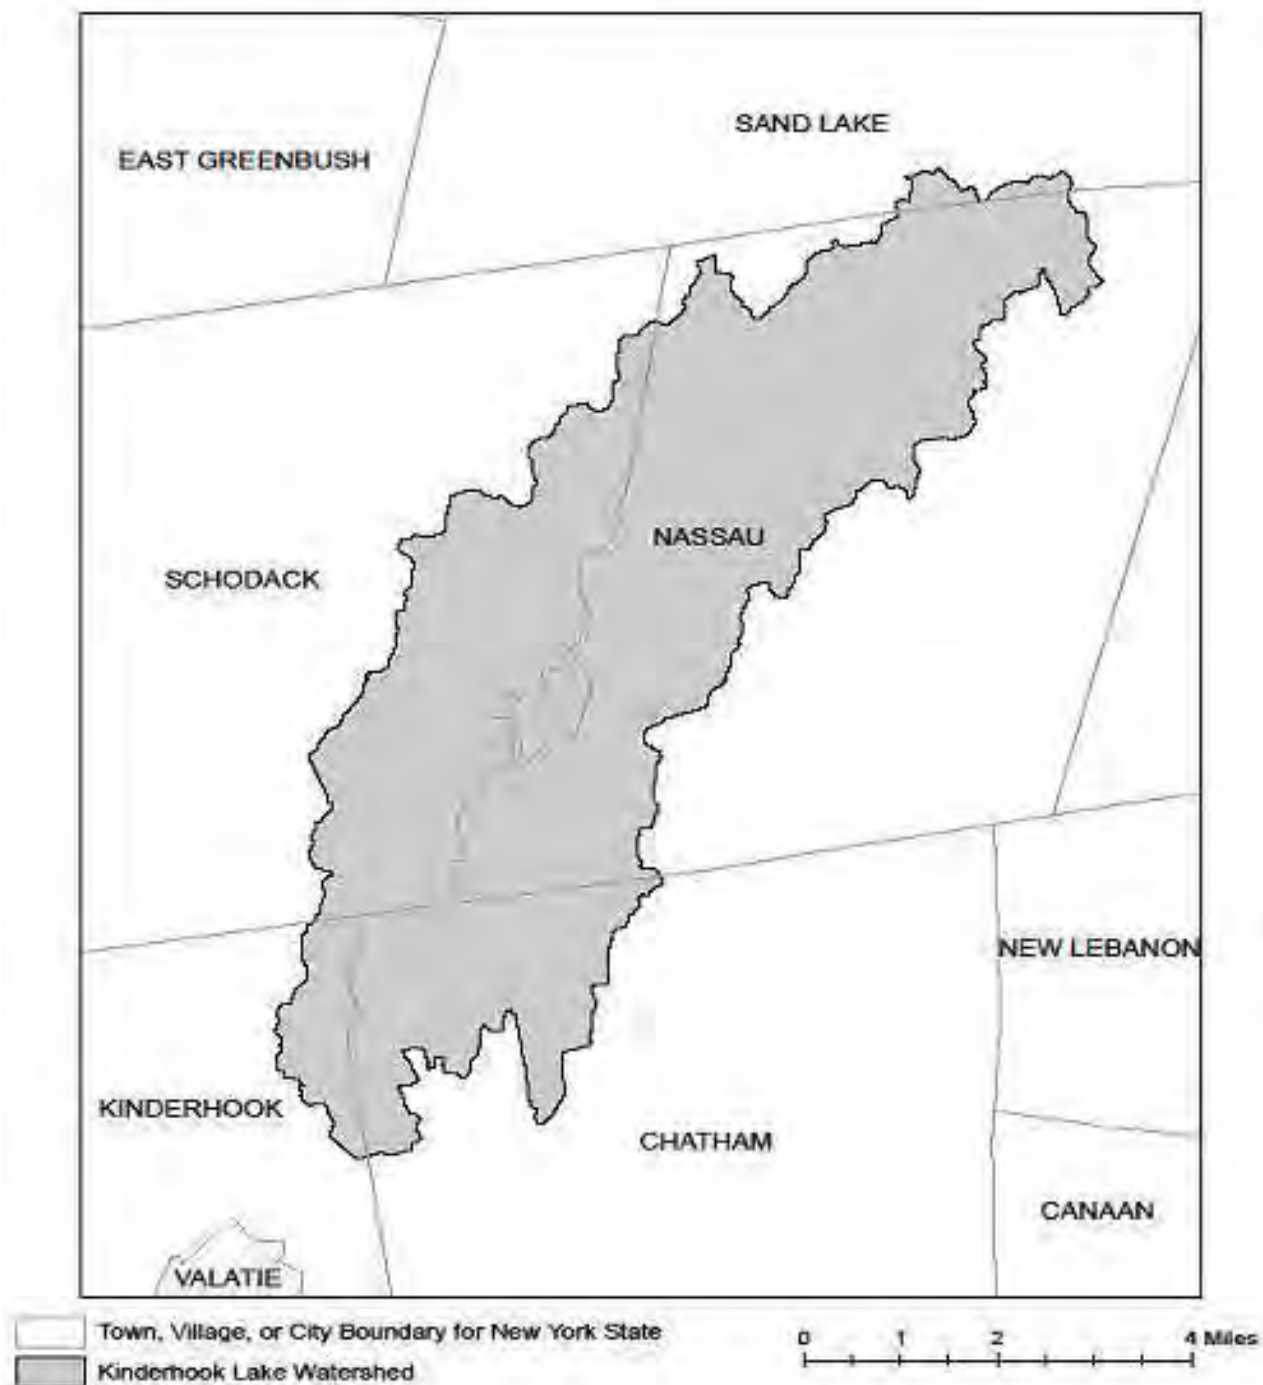 SAND LAKE
EAST GREENBUSH
NASSAU
SCHODACK
NEW LEBANON
KINDERHOOK
CHATHAM
CANAAN
VALATIE
Town, Village, or City Boundary for New York State
0 1 2 4 Miles
Kinderhook Lake Watershed